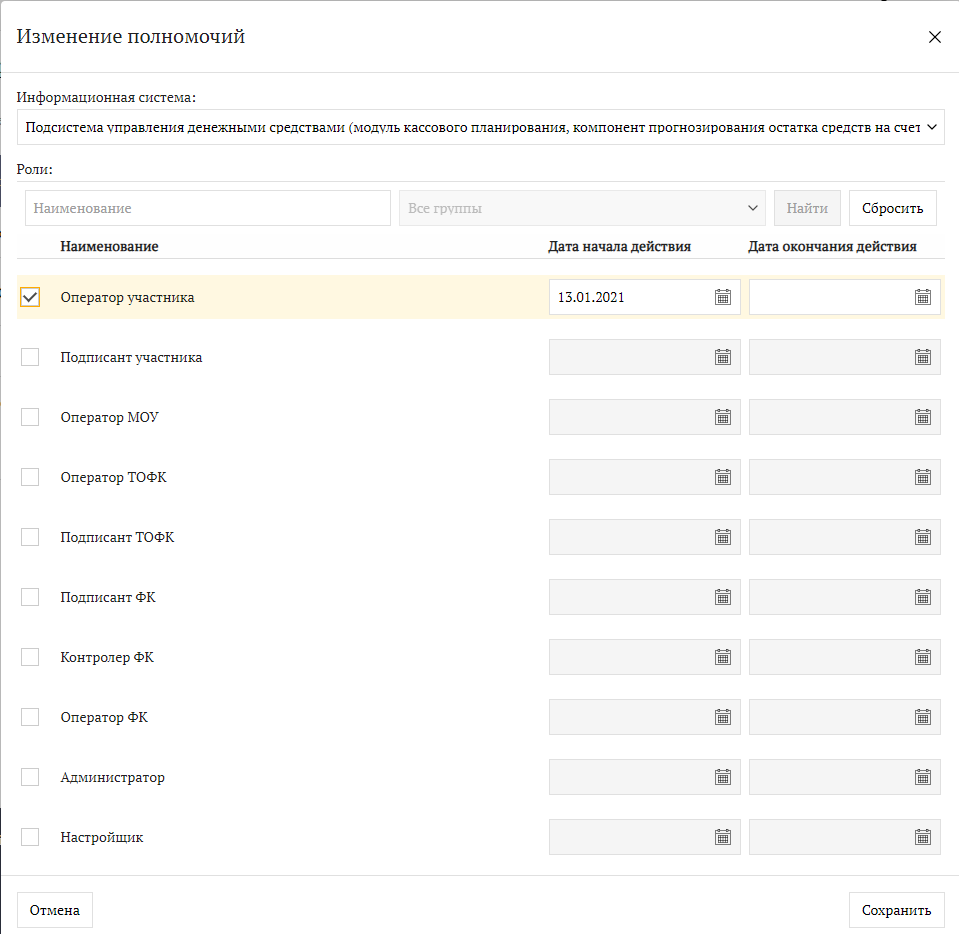 Изменение полномочий
Информационная система:
Подсистема управления денежными средствами (модуль кассового планирования, компонент прогнозирования остатка средств на счет
Роли:
Наименование Все группы Найти Сбросить
Наименование Дата начала действия Дата окончания действия
Оператор участника 13.01.2021
Подписант участника
Оператор МОУ
Оператор ТОФК
Подписант ТОФК
Подписант ФК
Контролер ФК
Оператор ФК
Администратор
Настройщик
Отмена Сохранить